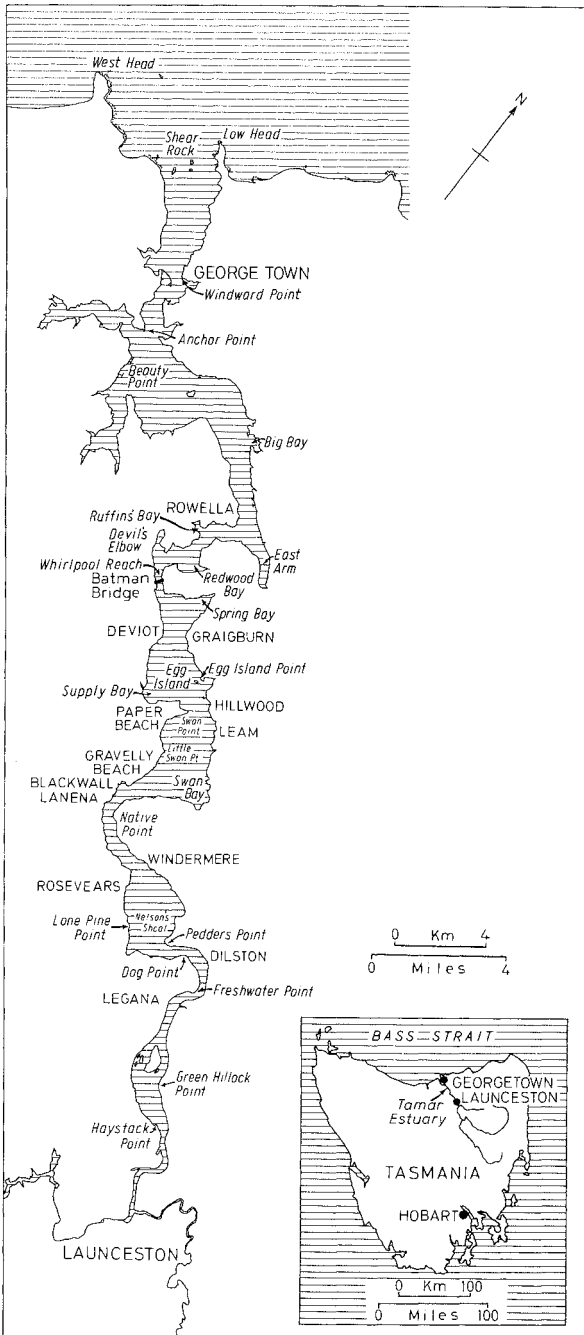 West Head
Shear
Rock
Low Head
N
GEORGE TOWN
Windward Point
Anchor Point
Beauty
Point
Big Bay
ROWELLA
Ruffin's Bay
Devil's
Elbow
Whirlpool Reach
Batman
Bridge
East
Arm
Redwood
Bay
Spring Bay
DEVIOT
GRAIGBURN
Egg
Island
Egg Island Point
Supply Bay
HILLWOOD
PAPER
BEACH
Swan
Point
LEAM
GRAVELLY
BEACH
Little
Swan Pt
BLACKWALL
LANENA
Swan
Bay
Native
Point
WINDERMERE
ROSEVEARS
Lone Pine
Point
Nelson's
Shoal
Pedders Point
Dog Point
DILSTON
LEGANA
Freshwater Point
Green Hillock
Point
Haystack
Point
LAUNCESTON
0 Km 4
0 Miles 4
BASS STRAIT
GEORGETOWN
LAUNCESTON
Tamar
Estuary
TASMANIA
HOBART
0 Km 100
0 Miles 100